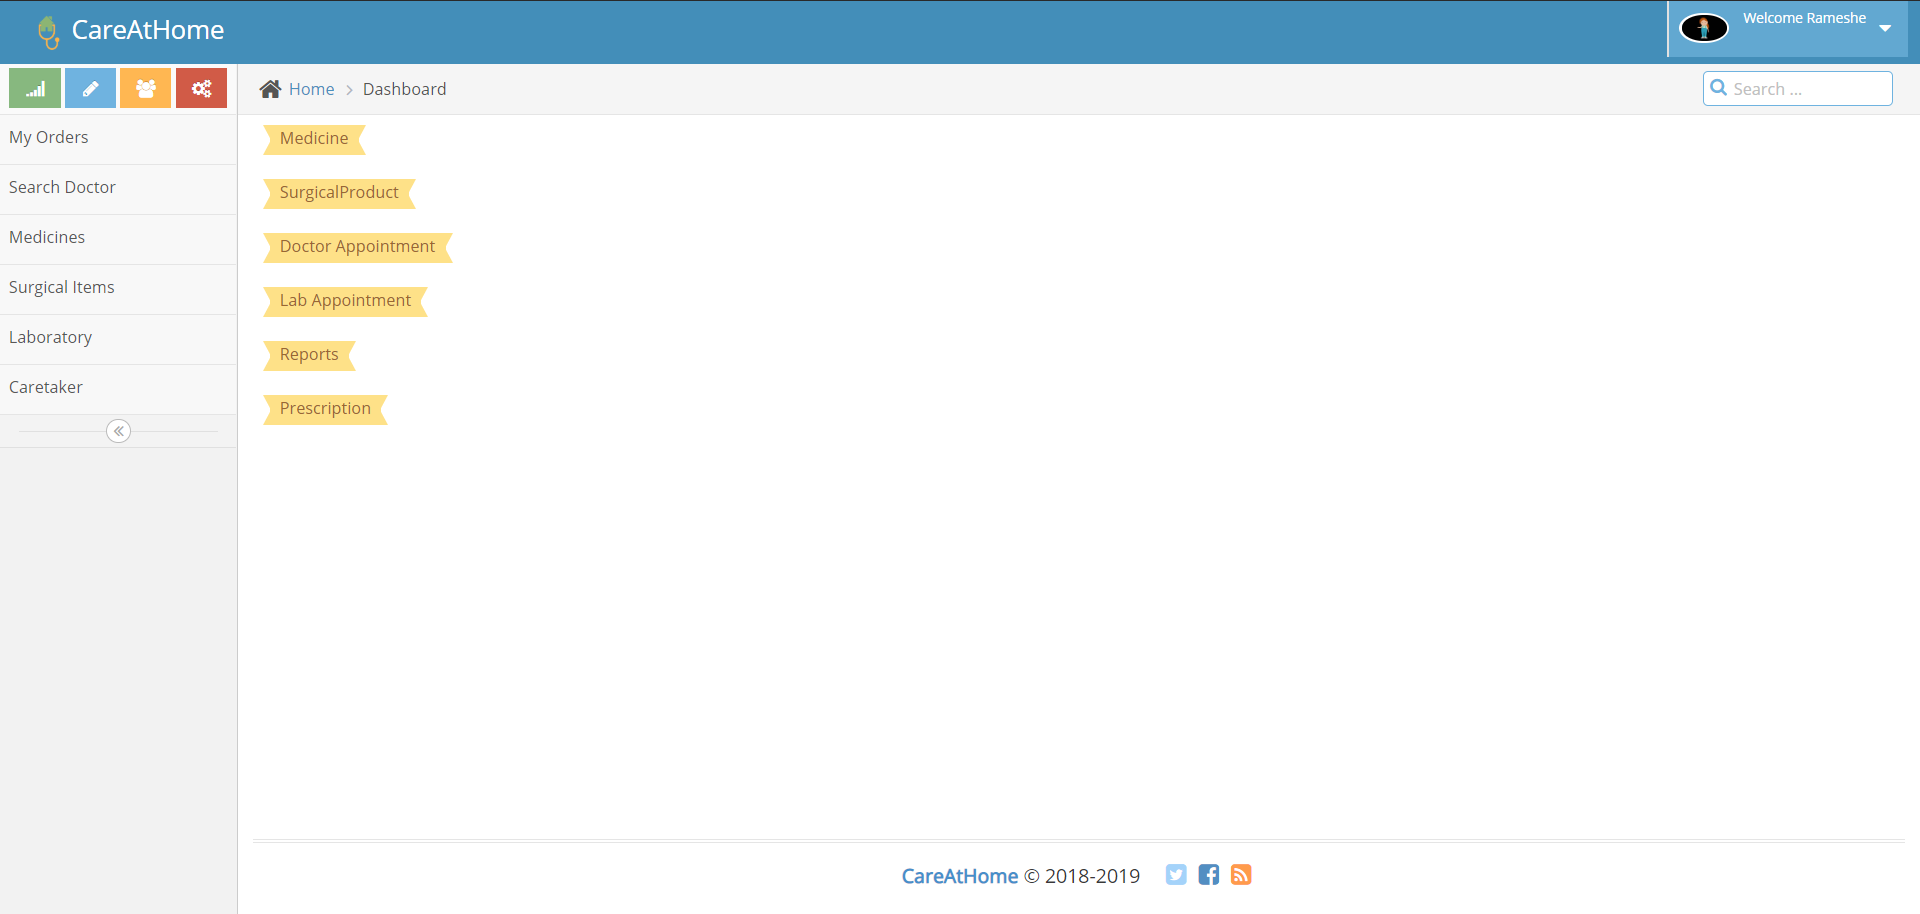 CareAtHome
Welcome Rameshe
Home
Dashboard
Search ...
My Orders
Search Doctor
Medicines
Surgical Items
Laboratory
Caretaker
Medicine
SurgicalProduct
Doctor Appointment
Lab Appointment
Reports
Prescription
CareAtHome © 2018-2019